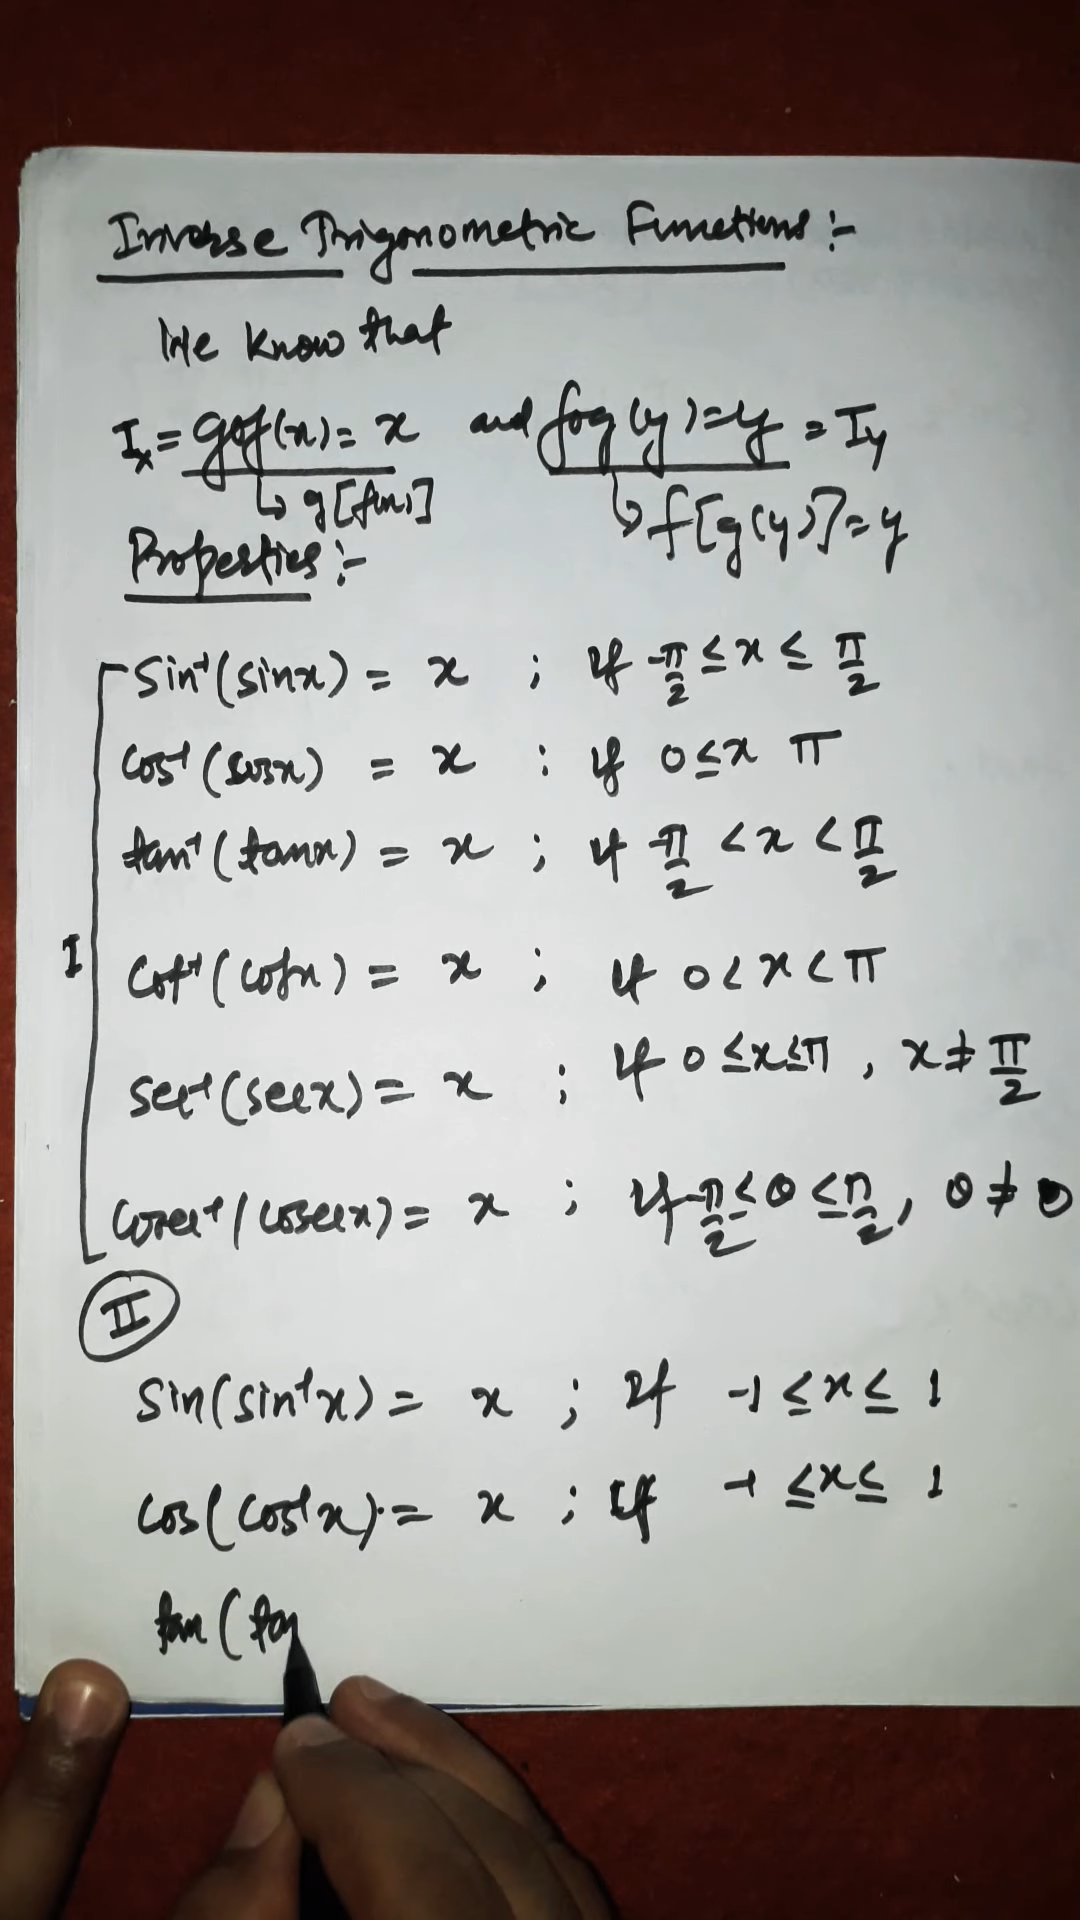 Inverse Trigonometric Functions :-
We know that
Iₓ = gof(x) = x and fog(y) = y = Iy
↳ g[f(x)] ↳ f[g(y)] = y
Properties :-
Sin⁻¹(sinx) = x ; if -π/2 ≤ x ≤ π/2
Cos⁻¹(cosx) = x ; if 0 ≤ x π
tan⁻¹(tanx) = x ; if -π/2 < x < π/2
I
Cot⁻¹(cotx) = x ; if 0 < x < π
Sec⁻¹(secx) = x ; if 0 ≤ x ≤ π , x ≠ π/2
Cosec⁻¹(cosecx) = x ; if -π/2 ≤ θ ≤ π/2, θ ≠ 0
II
Sin(sin⁻¹x) = x ; if -1 ≤ x ≤ 1
Cos(cos⁻¹x) = x ; if -1 ≤ x ≤ 1
tan (tan